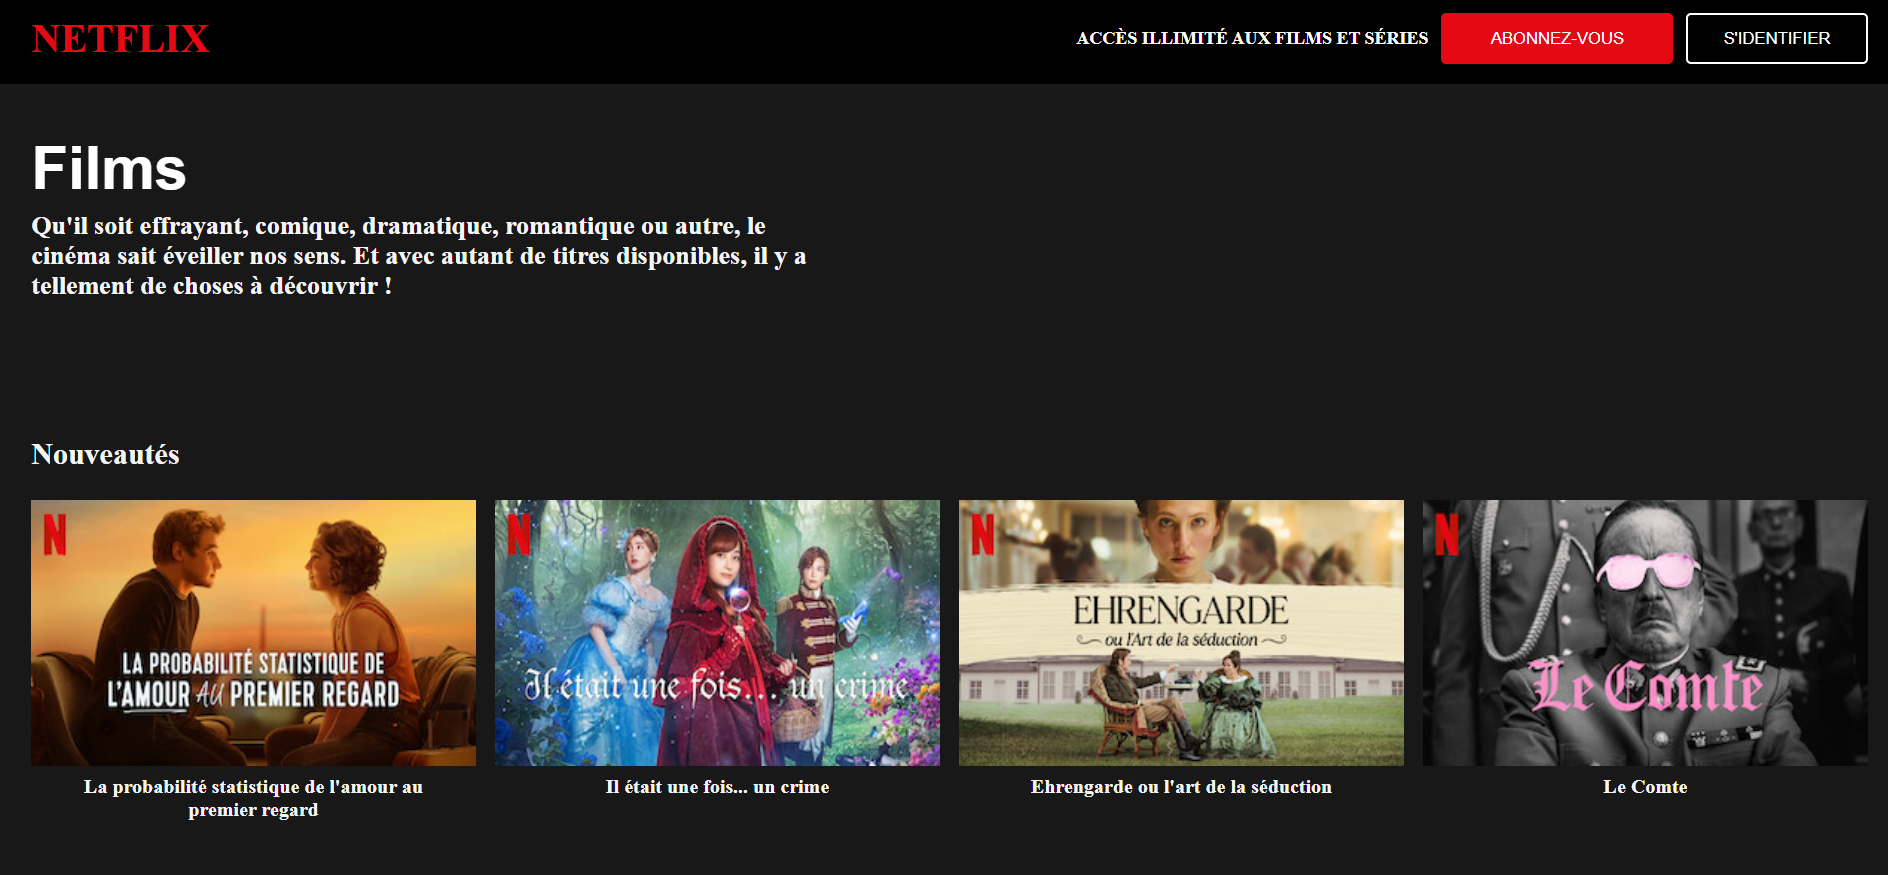 NETFLIX
ACCÈS ILLIMITÉ AUX FILMS ET SÉRIES
ABONNEZ-VOUS
S'IDENTIFIER
Films
Qu'il soit effrayant, comique, dramatique, romantique ou autre, le
cinéma sait éveiller nos sens. Et avec autant de titres disponibles, il y a
tellement de choses à découvrir !
Nouveautés
N
LA PROBABILITÉ STATISTIQUE DE
L'AMOUR AU PREMIER REGARD
N
Il était une fois... un crime
N
EHRENGARDE
ou l'Art de la séduction
N
Le Comte
La probabilité statistique de l'amour au
premier regard
Il était une fois... un crime
Ehrengarde ou l'art de la séduction
Le Comte